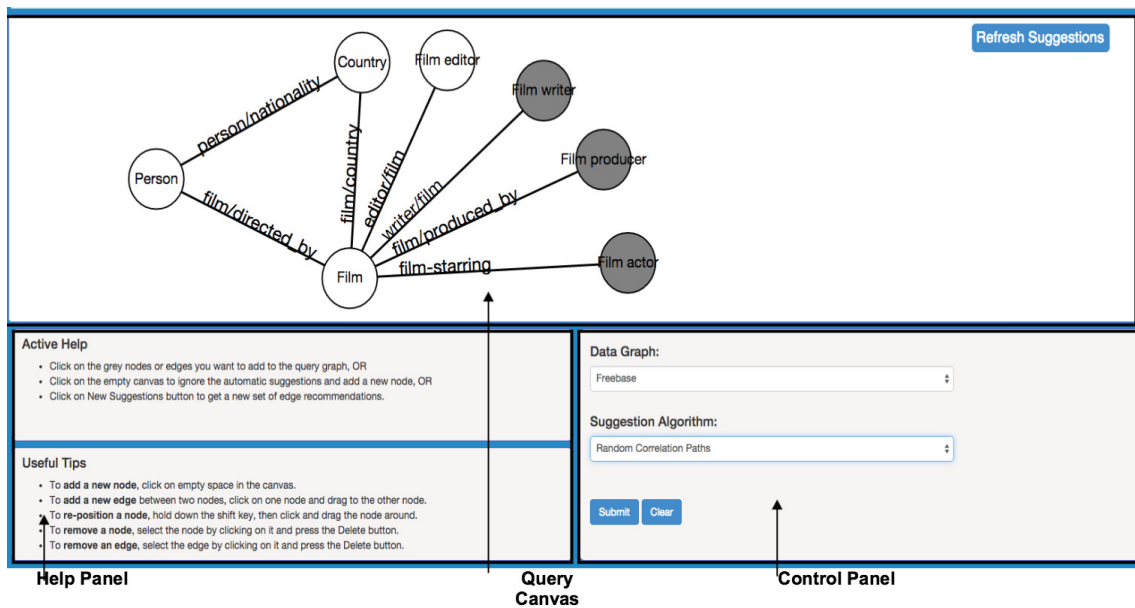 Refresh Suggestions
Country
Film editor
Film writer
person/nationality
Film producer
Person
film/country
editor/film
writer/film
film/directed_by
film/produced_by
film-starring
Film actor
Film
Active Help
• Click on the grey nodes or edges you want to add to the query graph, OR
• Click on the empty canvas to ignore the automatic suggestions and add a new node, OR
• Click on New Suggestions button to get a new set of edge recommendations.
Useful Tips
• To add a new node, click on empty space in the canvas.
• To add a new edge between two nodes, click on one node and drag to the other node.
• To re-position a node, hold down the shift key, then click and drag the node around.
• To remove a node, select the node by clicking on it and press the Delete button.
• To remove an edge, select the edge by clicking on it and press the Delete button.
Data Graph:
Freebase
Suggestion Algorithm:
Random Correlation Paths
Submit Clear
Help Panel
Query
Canvas
Control Panel